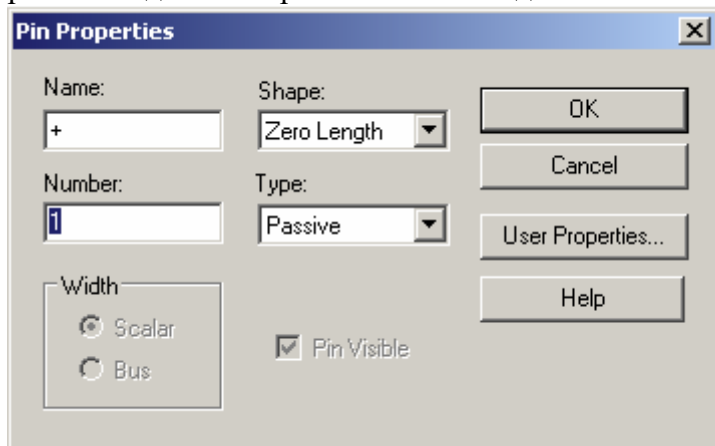 Pin Properties
Name:
+
Shape:
Zero Length
OK
Cancel
Number:
1
Type:
Passive
User Properties...
Help
Width
Scalar
Bus
Pin Visible